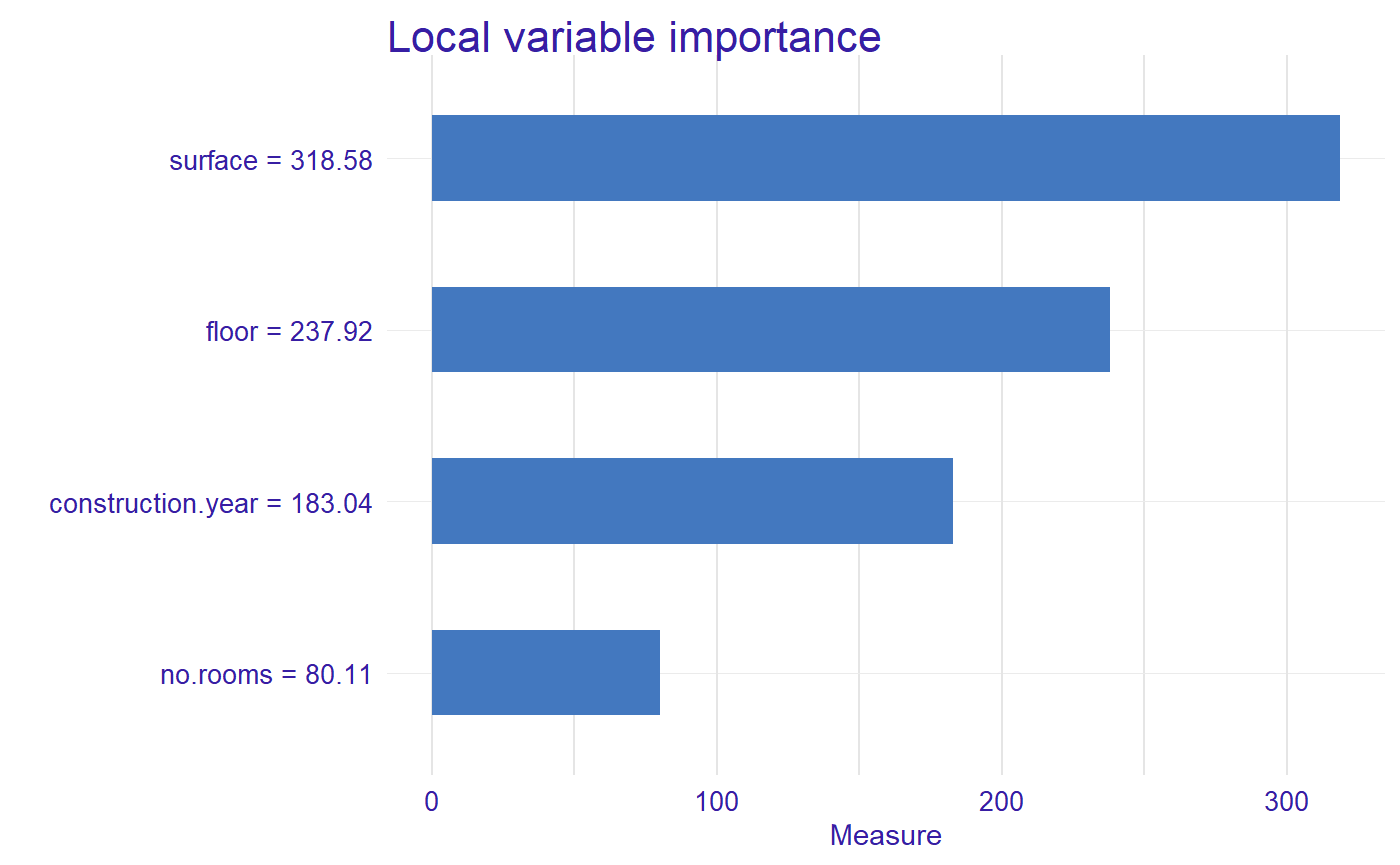 Local variable importance
surface = 318.58
floor = 237.92
construction.year = 183.04
no.rooms = 80.11
0 100 200 300
Measure